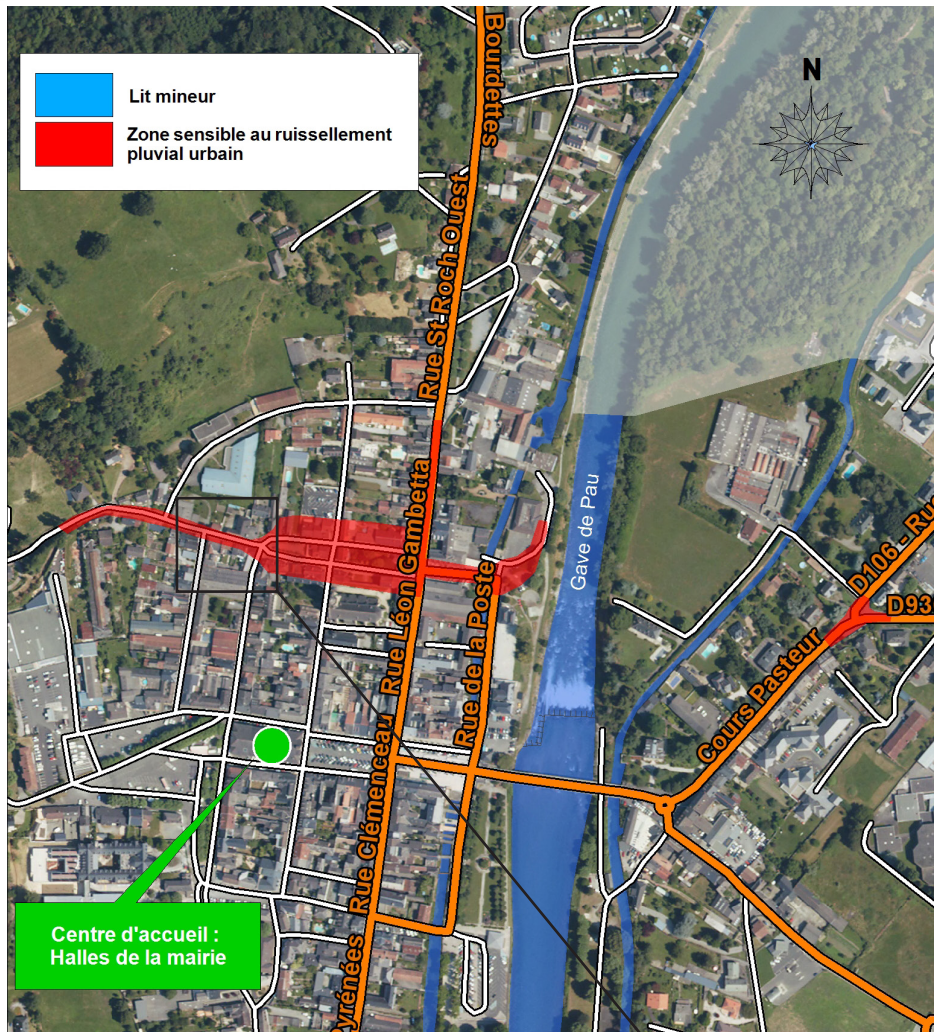 Lit mineur
Zone sensible au ruissellement
pluvial urbain
N
Bourdettes
Rue St Roch Ouest
Rue Léon Gambetta
Rue de la Poste
Gave de Pau
D106 - Ru
D93
Cours Pasteur
Rue Clémenceau
yrénées
Centre d'accueil :
Halles de la mairie